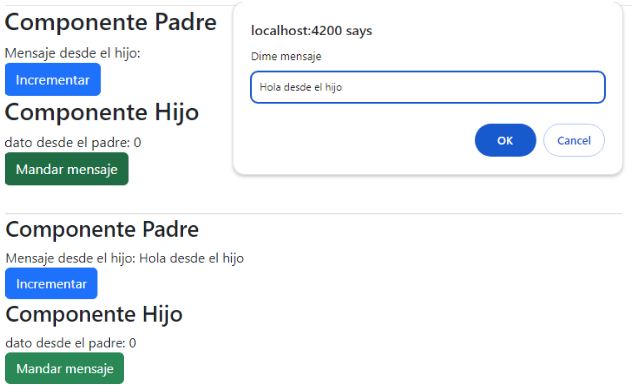 Componente Padre
Mensaje desde el hijo:
Incrementar
Componente Hijo
dato desde el padre: 0
Mandar mensaje
localhost:4200 says
Dime mensaje
Hola desde el hijo
OK
Cancel
Componente Padre
Mensaje desde el hijo: Hola desde el hijo
Incrementar
Componente Hijo
dato desde el padre: 0
Mandar mensaje